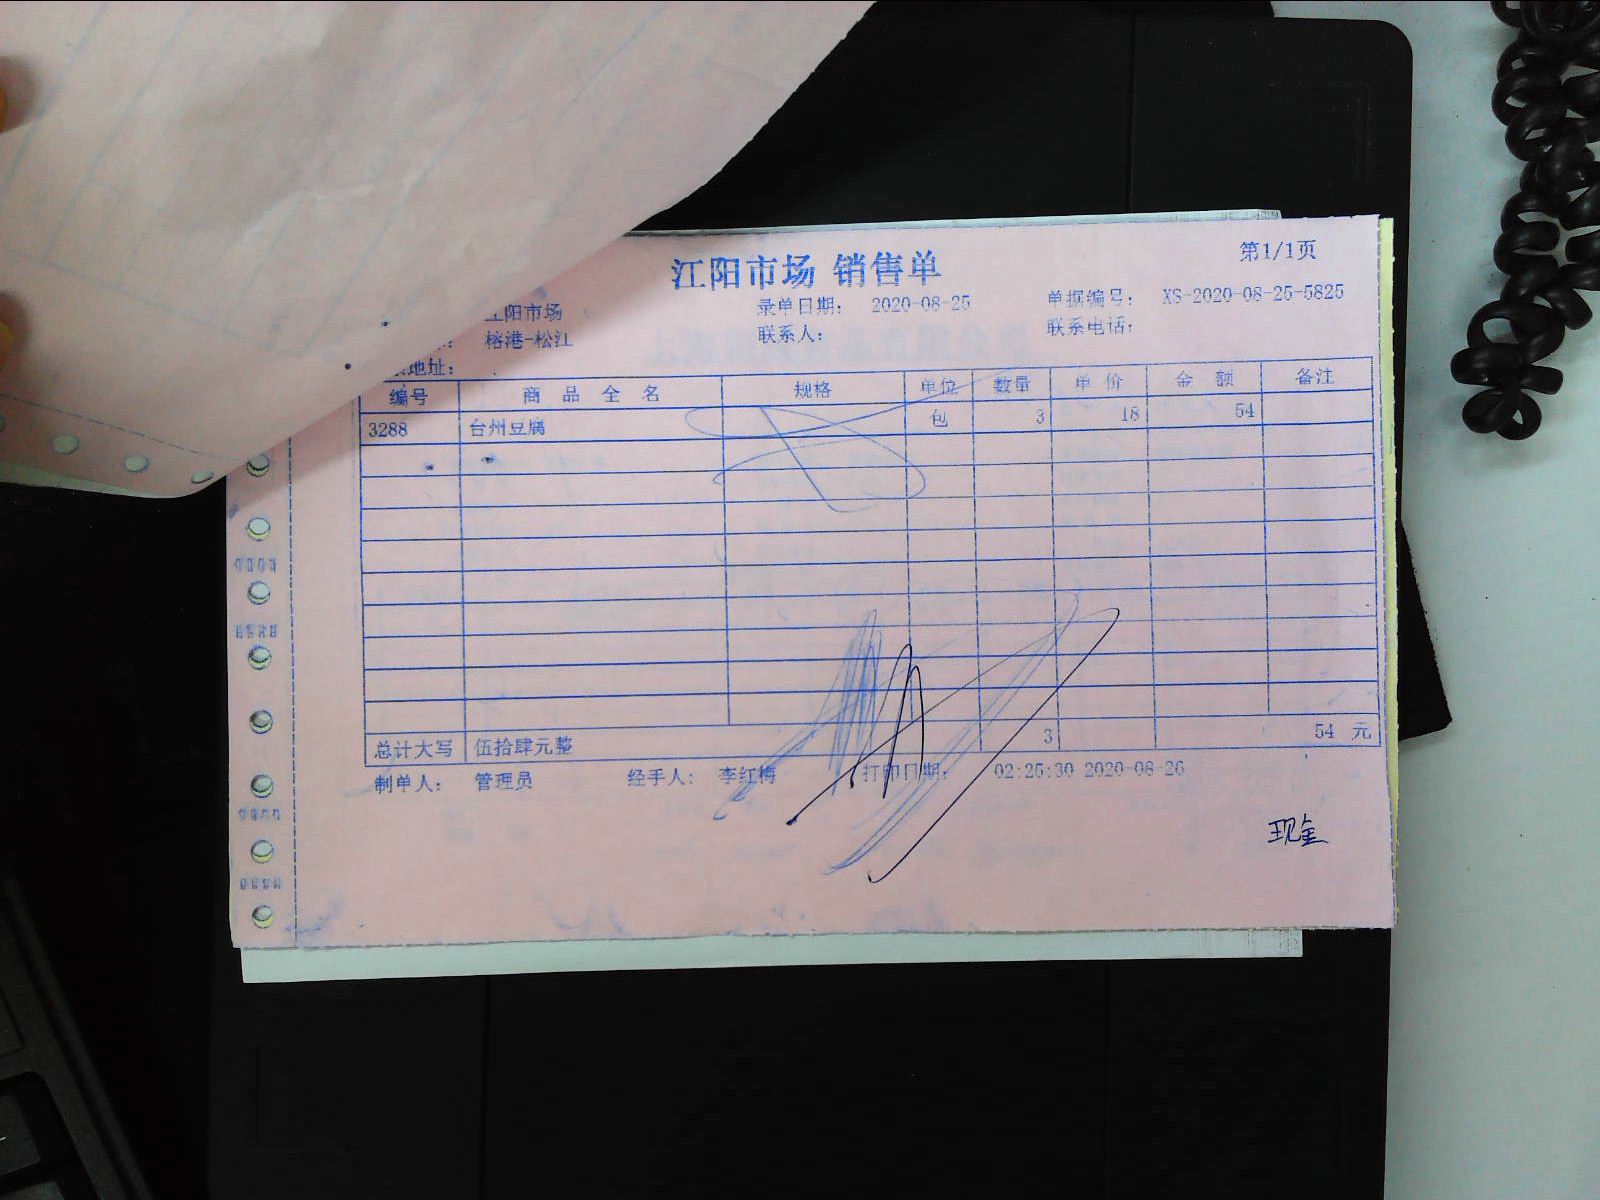 江阳市场 销售单
第1/1页
江阳市场 录单日期： 2020-08-25 单据编号： XS-2020-08-25-5825
榕港-松江 联系人： 联系电话：
地址：
编号 商 品 全 名 规格 单位 数量 单 价 金 额 备注
3288 台州豆腐 包 3 18 54
总计大写 伍拾肆元整 3 54 元
制单人： 管理员 经手人： 李红梅 打印日期： 02:25:30 2020-08-26
现金